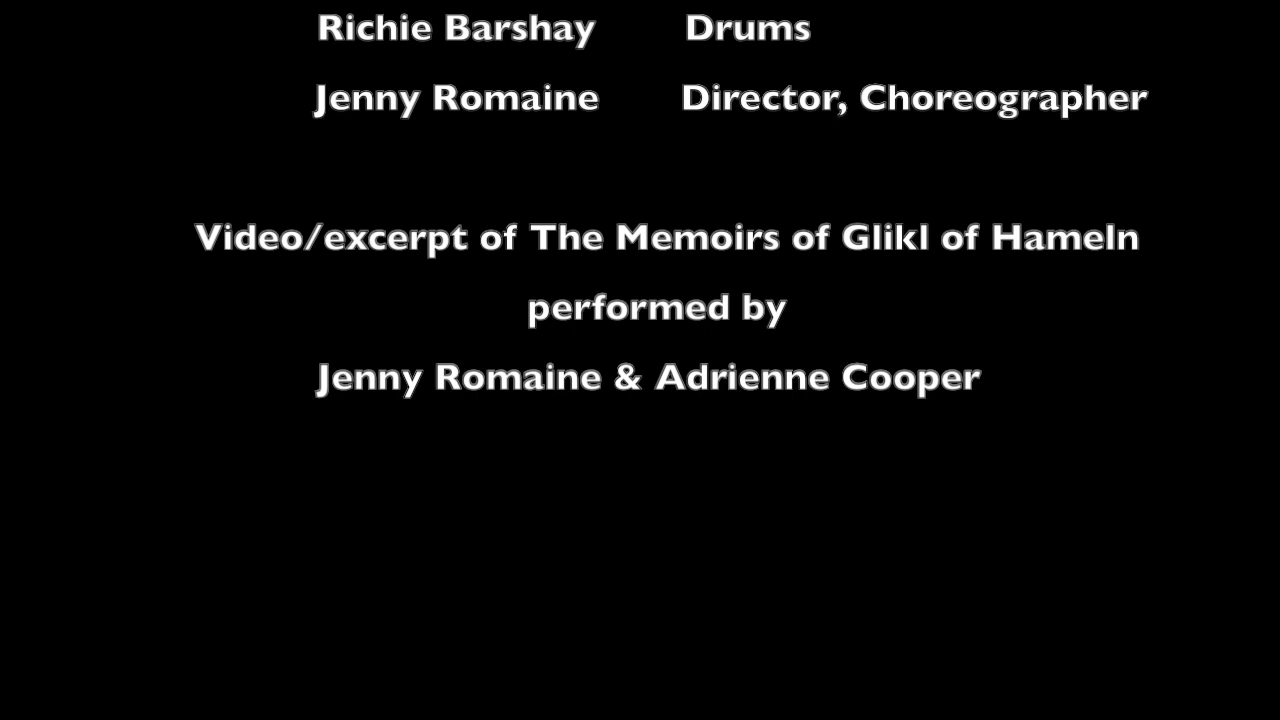 Richie Barshay Drums
Jenny Romaine Director, Choreographer
Video/excerpt of The Memoirs of Glikl of Hameln
performed by
Jenny Romaine & Adrienne Cooper